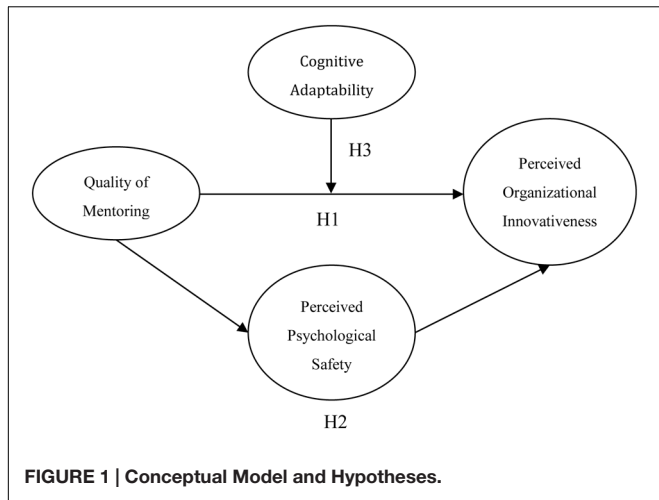 Cognitive
Adaptability
H3
Quality of
Mentoring
H1
Perceived
Organizational
Innovativeness
Perceived
Psychological
Safety
H2
FIGURE 1 | Conceptual Model and Hypotheses.